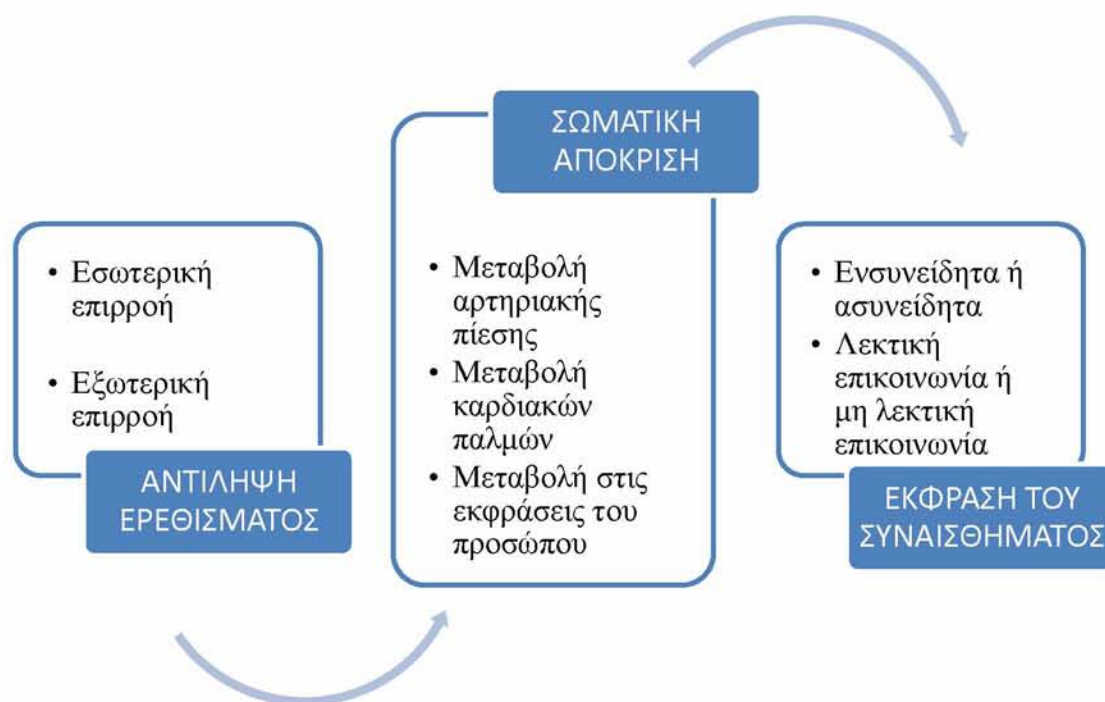 • Εσωτερική
επιρροή
• Εξωτερική
επιρροή
ΑΝΤΙΛΗΨΗ
ΕΡΕΘΙΣΜΑΤΟΣ
ΣΩΜΑΤΙΚΗ
ΑΠΟΚΡΙΣΗ
• Μεταβολή
αρτηριακής
πίεσης
• Μεταβολή
καρδιακών
παλμών
• Μεταβολή στις
εκφράσεις του
προσώπου
• Ενσυνείδητα ή
ασυνείδητα
• Λεκτική
επικοινωνία ή
μη λεκτική
επικοινωνία
ΕΚΦΡΑΣΗ ΤΟΥ
ΣΥΝΑΙΣΘΗΜΑΤΟΣ